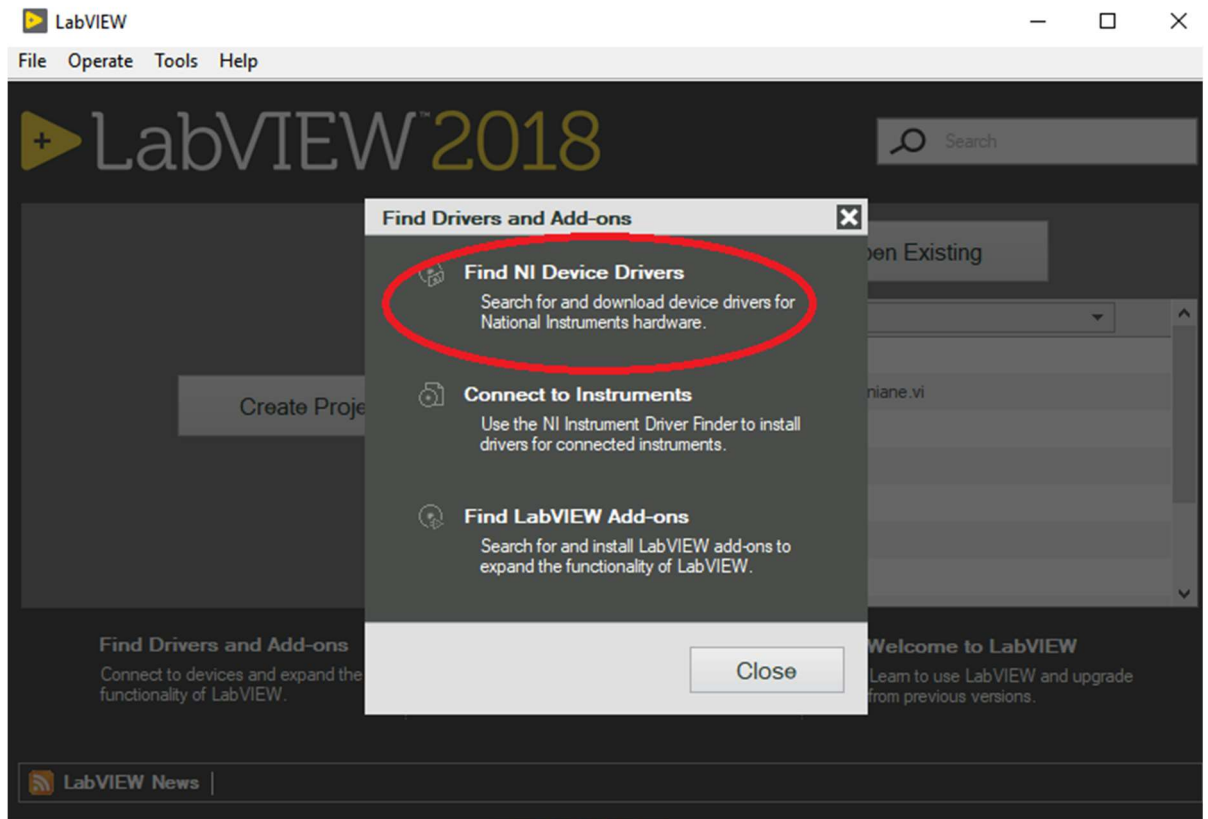 LabVIEW
File Operate Tools Help
LabVIEW™ 2018
Search
Find Drivers and Add-ons
Find NI Device Drivers
Search for and download device drivers for
National Instruments hardware.
Connect to Instruments
Use the NI Instrument Driver Finder to install
drivers for connected instruments.
Find LabVIEW Add-ons
Search for and install LabVIEW add-ons to
expand the functionality of LabVIEW.
Close
Create Proje
pen Existing
niane.vi
Find Drivers and Add-ons
Connect to devices and expand the
functionality of LabVIEW.
Welcome to LabVIEW
Learn to use LabVIEW and upgrade
from previous versions.
LabVIEW News